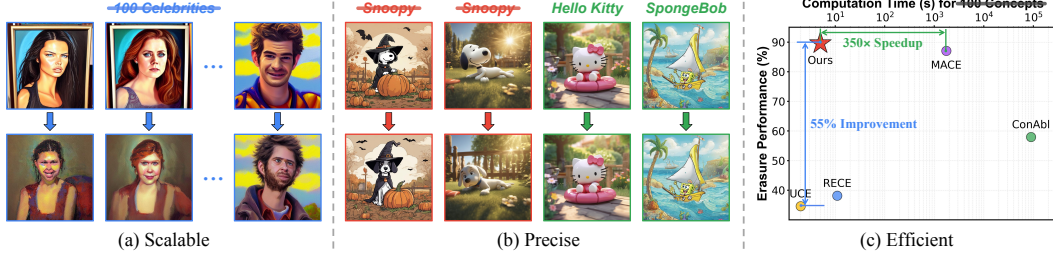 100 Celebrities
Snoopy
Snoopy
Hello Kitty
SpongeBob
(a) Scalable
(b) Precise
Computation Time (s) for 100 Concepts
10¹
10²
10³
10⁴
10⁵
Erasure Performance (%)
90
80
70
60
50
40
350× Speedup
Ours
MACE
55% Improvement
ConAbl
RECE
UCE
(c) Efficient